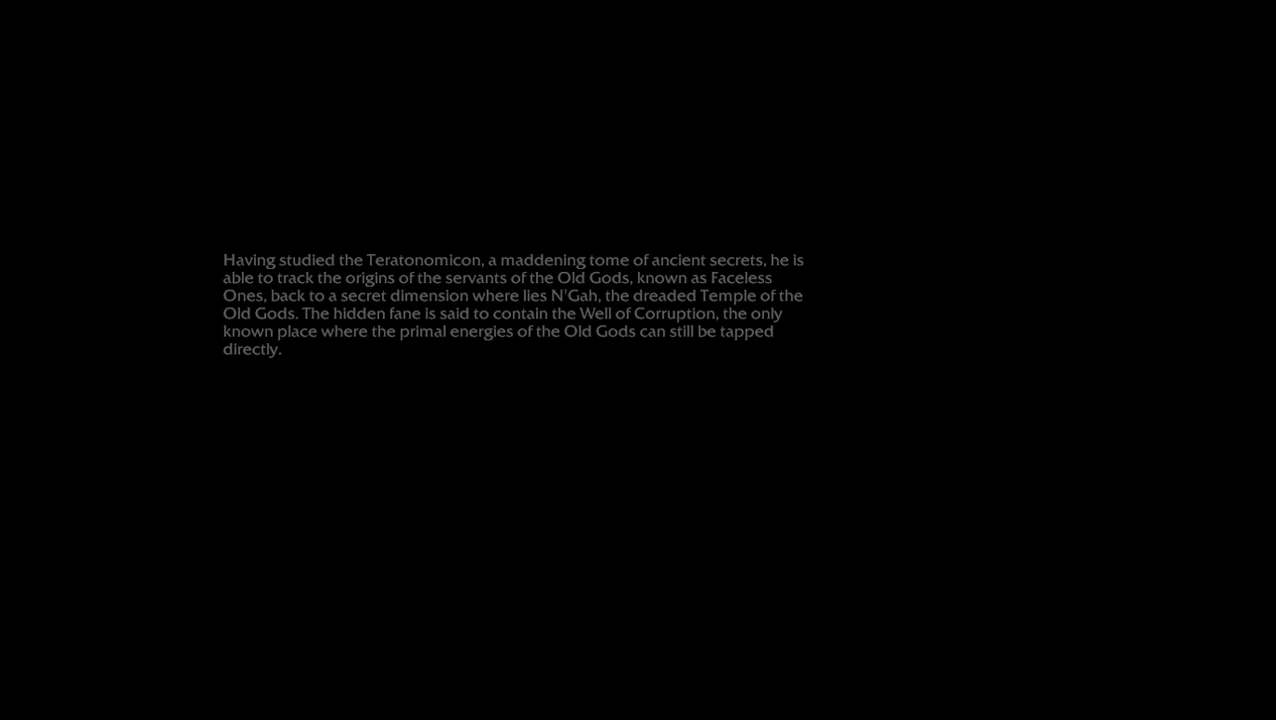 Having studied the Teratonomicon, a maddening tome of ancient secrets, he is
able to track the origins of the servants of the Old Gods, known as Faceless
Ones, back to a secret dimension where lies N'Gah, the dreaded Temple of the
Old Gods. The hidden fane is said to contain the Well of Corruption, the only
known place where the primal energies of the Old Gods can still be tapped
directly.